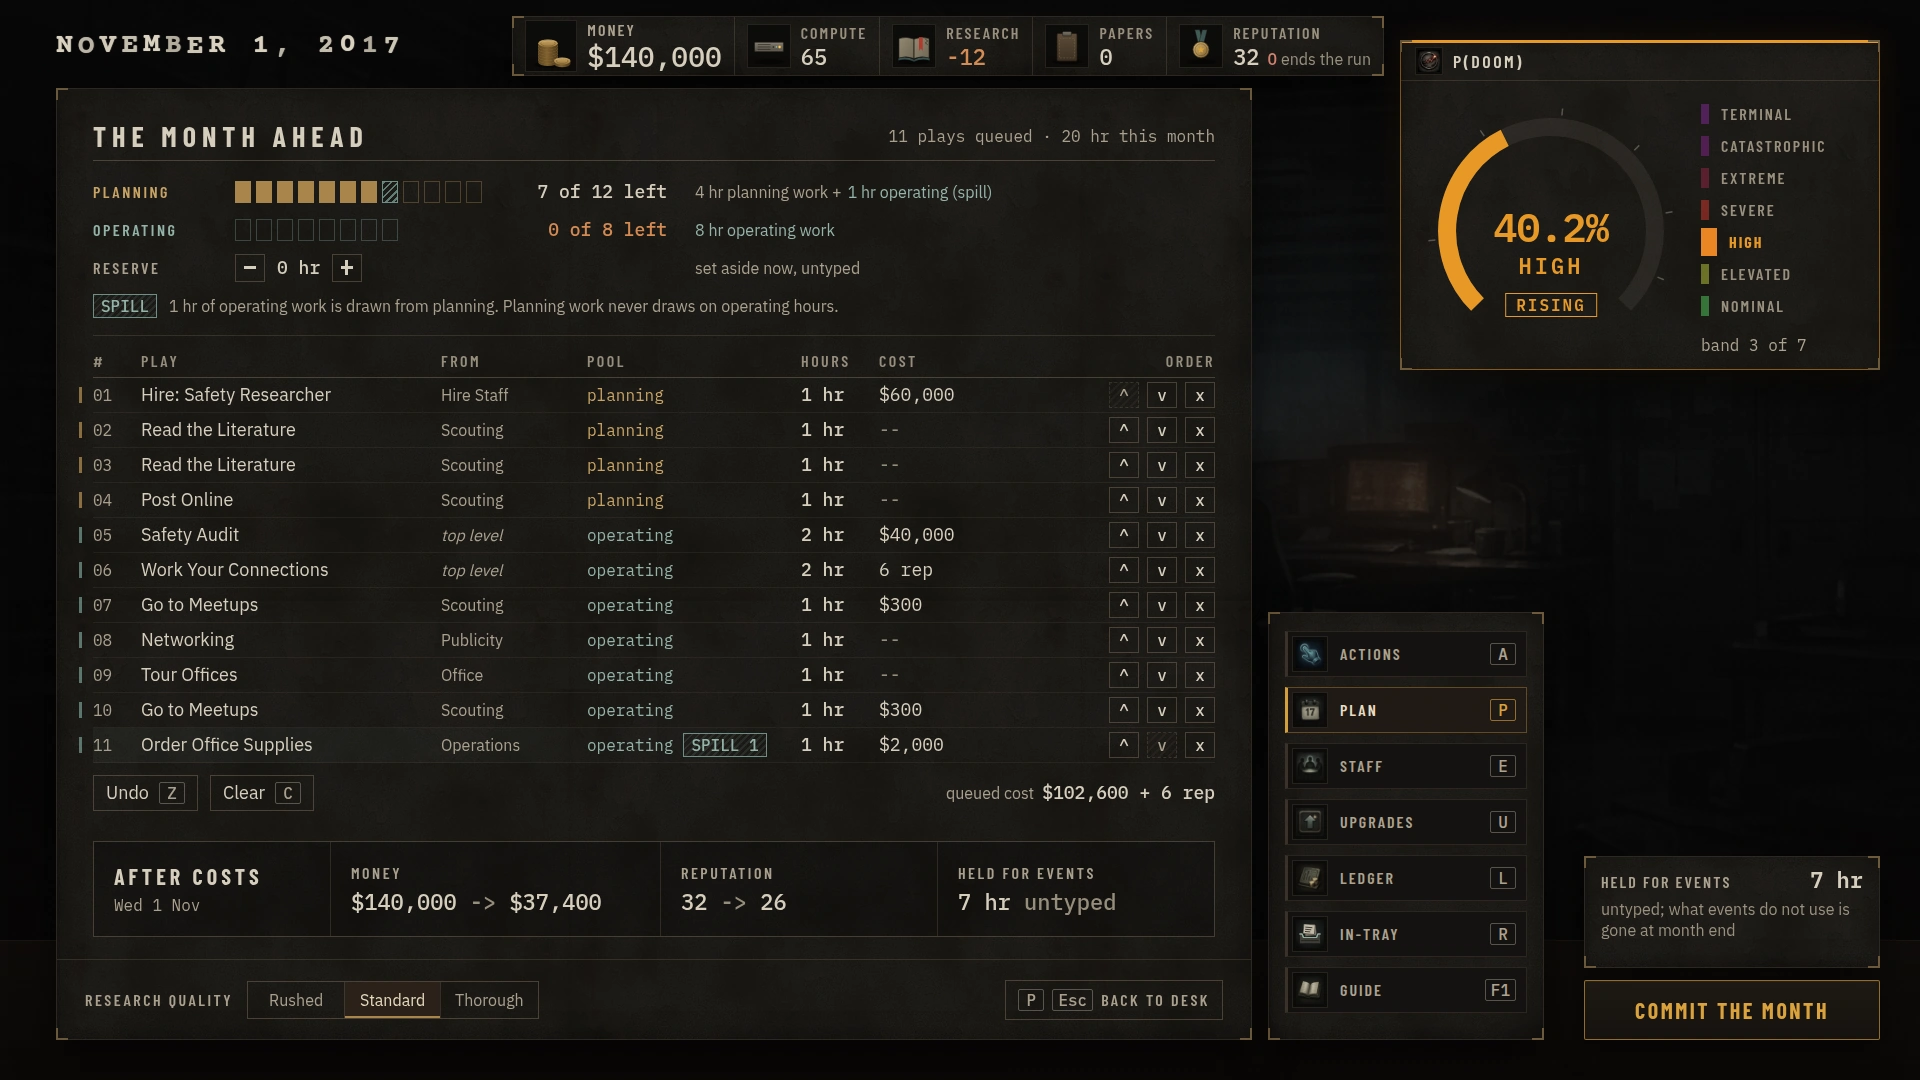 NOVEMBER 1, 2017
MONEY
$140,000
COMPUTE
65
RESEARCH
-12
PAPERS
0
REPUTATION
32 0 ends the run
P(DOOM)
40.2%
HIGH
RISING
TERMINAL
CATASTROPHIC
EXTREME
SEVERE
HIGH
ELEVATED
NOMINAL
band 3 of 7
THE MONTH AHEAD
11 plays queued · 20 hr this month
PLANNING 7 of 12 left 4 hr planning work + 1 hr operating (spill)
OPERATING 0 of 8 left 8 hr operating work
RESERVE − 0 hr + set aside now, untyped
SPILL 1 hr of operating work is drawn from planning. Planning work never draws on operating hours.
# PLAY FROM POOL HOURS COST ORDER
01 Hire: Safety Researcher Hire Staff planning 1 hr $60,000 ^ v x
02 Read the Literature Scouting planning 1 hr -- ^ v x
03 Read the Literature Scouting planning 1 hr -- ^ v x
04 Post Online Scouting planning 1 hr -- ^ v x
05 Safety Audit top level operating 2 hr $40,000 ^ v x
06 Work Your Connections top level operating 2 hr 6 rep ^ v x
07 Go to Meetups Scouting operating 1 hr $300 ^ v x
08 Networking Publicity operating 1 hr -- ^ v x
09 Tour Offices Office operating 1 hr -- ^ v x
10 Go to Meetups Scouting operating 1 hr $300 ^ v x
11 Order Office Supplies Operations operating SPILL 1 1 hr $2,000 ^ v x
Undo Z Clear C queued cost $102,600 + 6 rep
AFTER COSTS
Wed 1 Nov
MONEY
$140,000 -> $37,400
REPUTATION
32 -> 26
HELD FOR EVENTS
7 hr untyped
RESEARCH QUALITY Rushed Standard Thorough P Esc BACK TO DESK
ACTIONS A
17 PLAN P
STAFF E
UPGRADES U
LEDGER L
IN-TRAY R
GUIDE F1
HELD FOR EVENTS 7 hr
untyped; what events do not use is
gone at month end
COMMIT THE MONTH